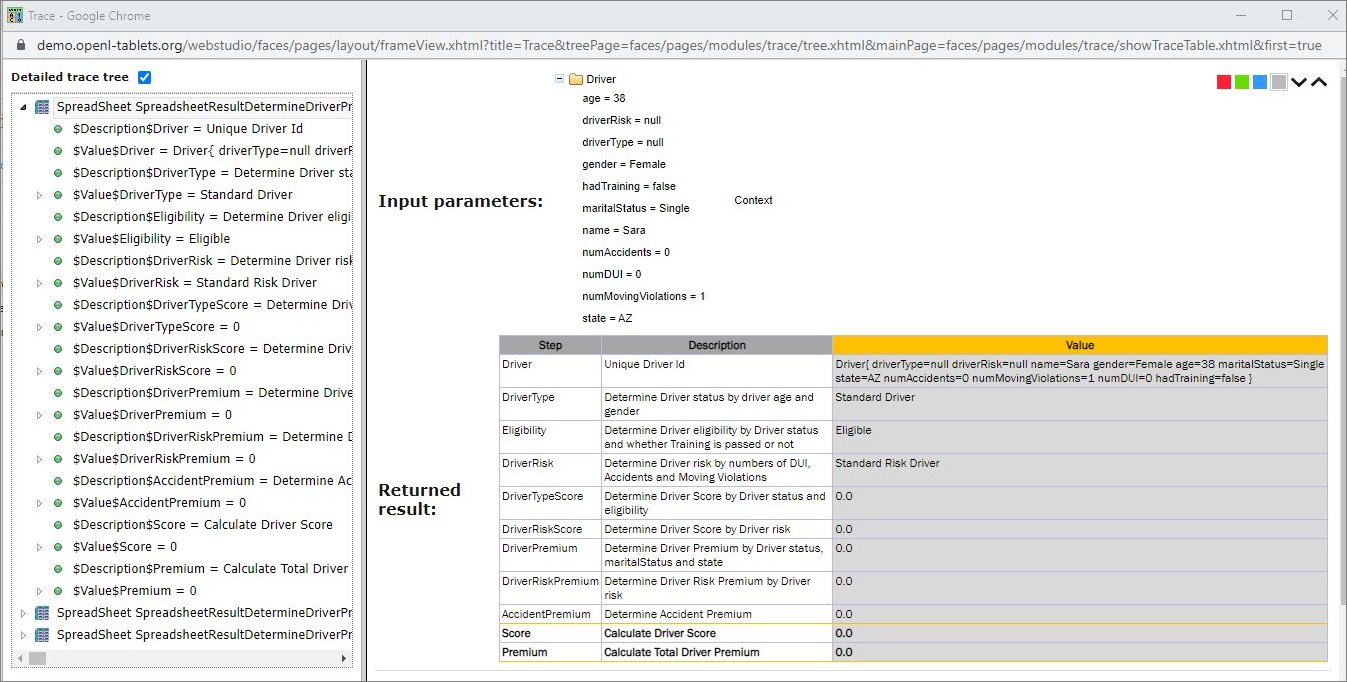 Trace - Google Chrome
demo.openl-tablets.org/webstudio/faces/pages/layout/frameView.xhtml?title=Trace&treePage=faces/pages/modules/trace/tree.xhtml&mainPage=faces/pages/modules/trace/showTraceTable.xhtml&first=true
Detailed trace tree
SpreadSheet SpreadsheetResultDetermineDriverPr
$Description$Driver = Unique Driver Id
$Value$Driver = Driver{ driverType=null driverR
$Description$DriverType = Determine Driver sta
$Value$DriverType = Standard Driver
$Description$Eligibility = Determine Driver eligi
$Value$Eligibility = Eligible
$Description$DriverRisk = Determine Driver risk
$Value$DriverRisk = Standard Risk Driver
$Description$DriverTypeScore = Determine Driv
$Value$DriverTypeScore = 0
$Description$DriverRiskScore = Determine Driv
$Value$DriverRiskScore = 0
$Description$DriverPremium = Determine Drive
$Value$DriverPremium = 0
$Description$DriverRiskPremium = Determine D
$Value$DriverRiskPremium = 0
$Description$AccidentPremium = Determine Ac
$Value$AccidentPremium = 0
$Description$Score = Calculate Driver Score
$Value$Score = 0
$Description$Premium = Calculate Total Driver
$Value$Premium = 0
SpreadSheet SpreadsheetResultDetermineDriverPr
SpreadSheet SpreadsheetResultDetermineDriverPr
Input parameters:
Driver
age = 38
driverRisk = null
driverType = null
gender = Female
hadTraining = false
maritalStatus = Single
name = Sara
numAccidents = 0
numDUI = 0
numMovingViolations = 1
state = AZ
Context
Returned
result:
Step Description Value
Driver Unique Driver Id Driver{ driverType=null driverRisk=null name=Sara gender=Female age=38 maritalStatus=Single
state=AZ numAccidents=0 numMovingViolations=1 numDUI=0 hadTraining=false }
DriverType Determine Driver status by driver age and Standard Driver
gender
Eligibility Determine Driver eligibility by Driver status Eligible
and whether Training is passed or not
DriverRisk Determine Driver risk by numbers of DUI, Standard Risk Driver
Accidents and Moving Violations
DriverTypeScore Determine Driver Score by Driver status and 0.0
eligibility
DriverRiskScore Determine Driver Score by Driver risk 0.0
DriverPremium Determine Driver Premium by Driver status, 0.0
maritalStatus and state
DriverRiskPremium Determine Driver Risk Premium by Driver 0.0
risk
AccidentPremium Determine Accident Premium 0.0
Score Calculate Driver Score 0.0
Premium Calculate Total Driver Premium 0.0